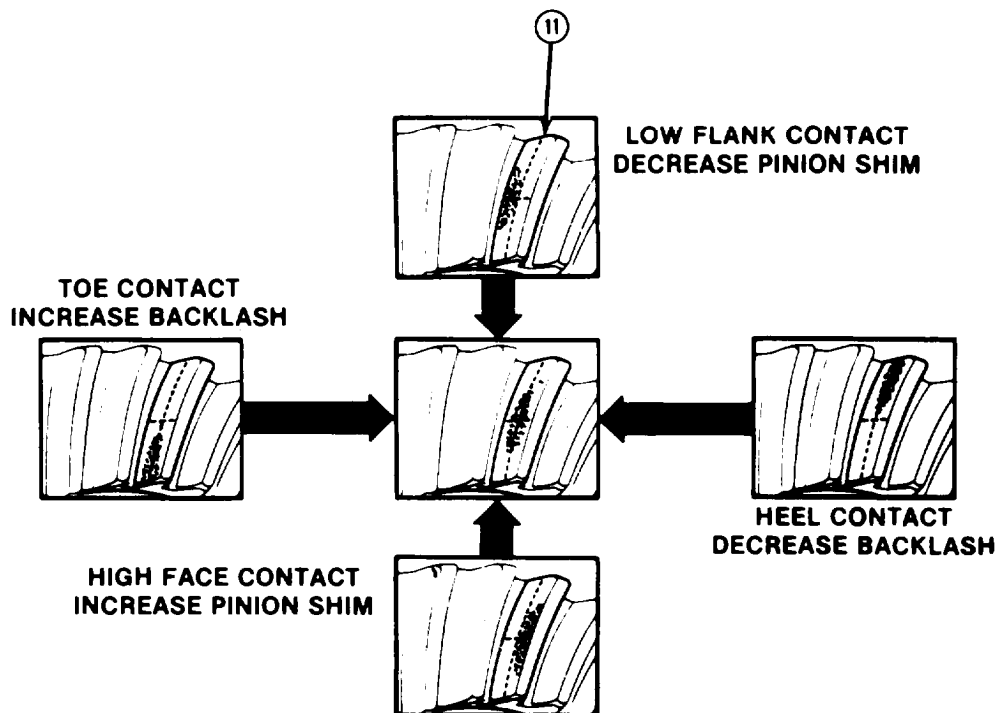 11
LOW FLANK CONTACT
DECREASE PINION SHIM
TOE CONTACT
INCREASE BACKLASH
HEEL CONTACT
DECREASE BACKLASH
HIGH FACE CONTACT
INCREASE PINION SHIM